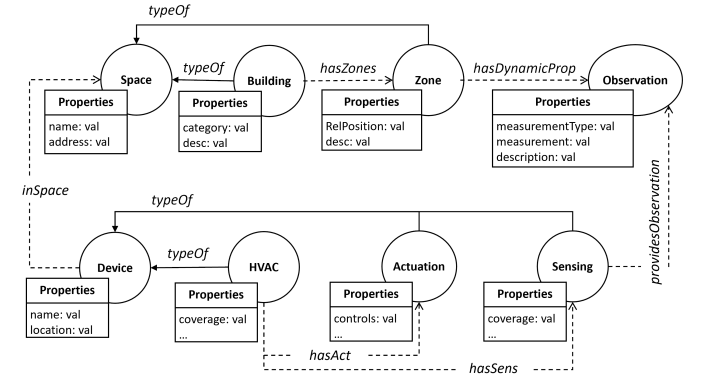 typeOf
Space
typeOf
Building
hasZones
Zone
hasDynamicProp
Observation
Properties
name: val
address: val
Properties
category: val
desc: val
Properties
RelPosition: val
desc: val
Properties
measurementType: val
measurement: val
description: val
inSpace
providesObservation
typeOf
Device
typeOf
HVAC
Actuation
Sensing
Properties
name: val
location: val
Properties
coverage: val
...
Properties
controls: val
...
Properties
coverage: val
...
hasAct
hasSens